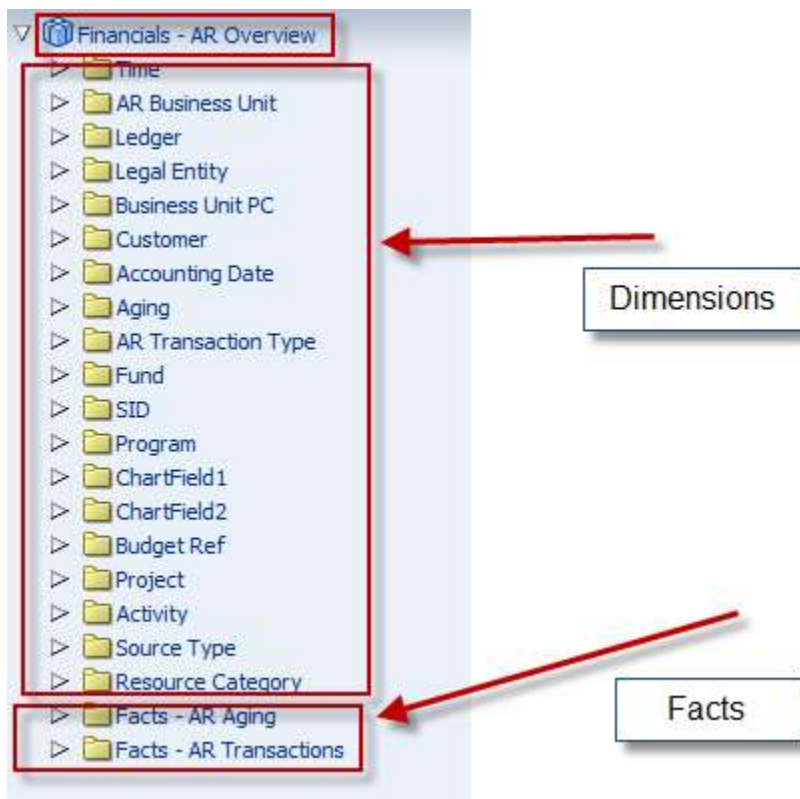 Financials - AR Overview
Time
AR Business Unit
Ledger
Legal Entity
Business Unit PC
Customer
Accounting Date
Aging
AR Transaction Type
Fund
SID
Program
ChartField1
ChartField2
Budget Ref
Project
Activity
Source Type
Resource Category
Facts - AR Aging
Facts - AR Transactions
Dimensions
Facts